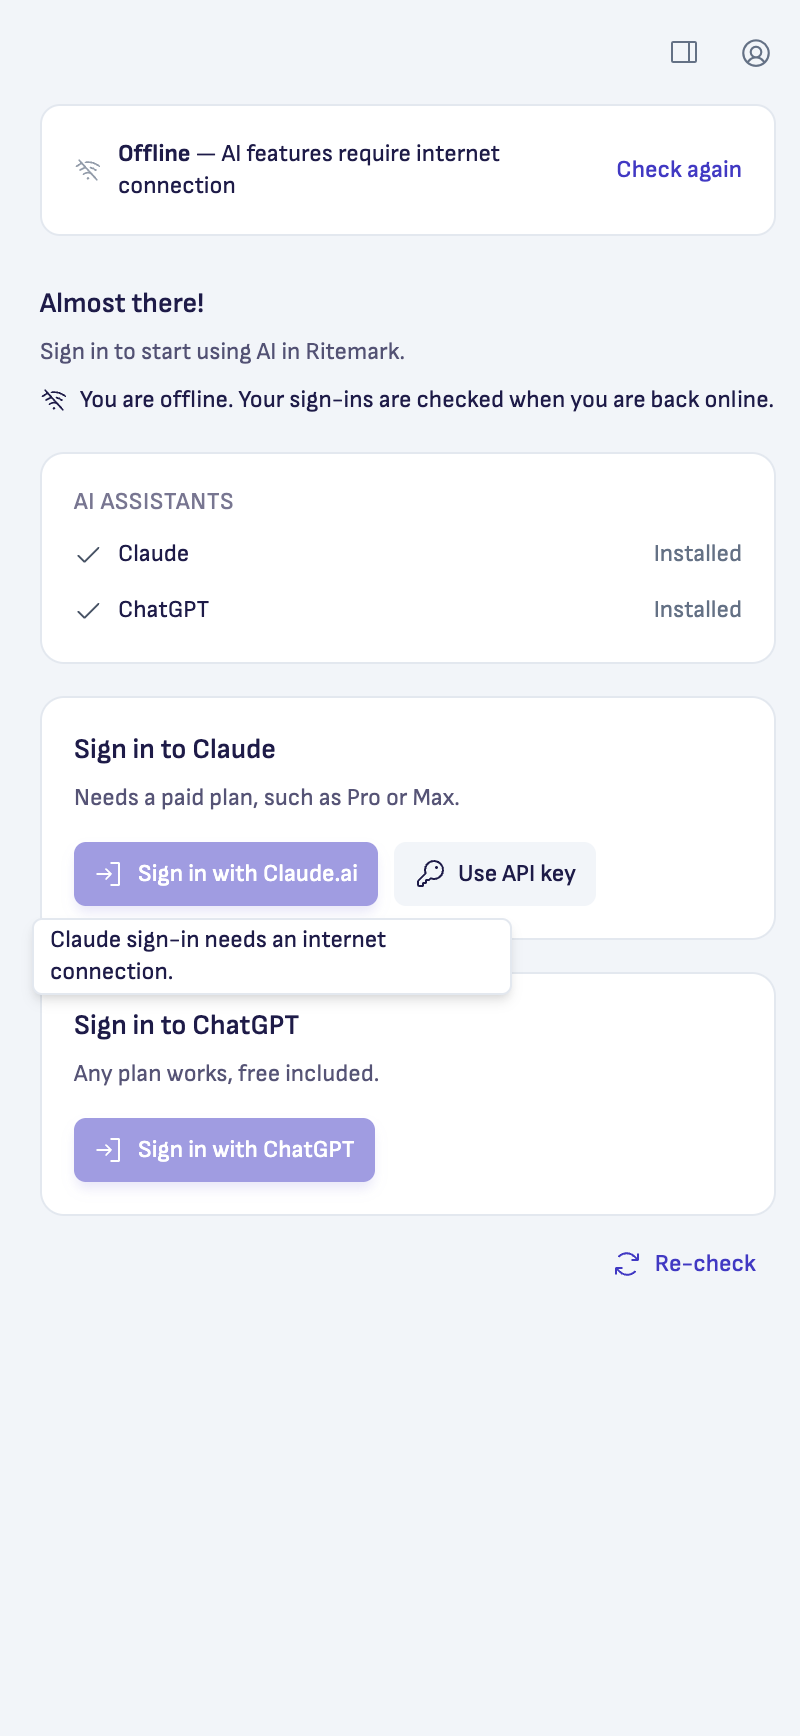 Offline — AI features require internet
connection
Check again
Almost there!
Sign in to start using AI in Ritemark.
You are offline. Your sign-ins are checked when you are back online.
AI ASSISTANTS
Claude
Installed
ChatGPT
Installed
Sign in to Claude
Needs a paid plan, such as Pro or Max.
Sign in with Claude.ai
Use API key
Claude sign-in needs an internet
connection.
Sign in to ChatGPT
Any plan works, free included.
Sign in with ChatGPT
Re-check